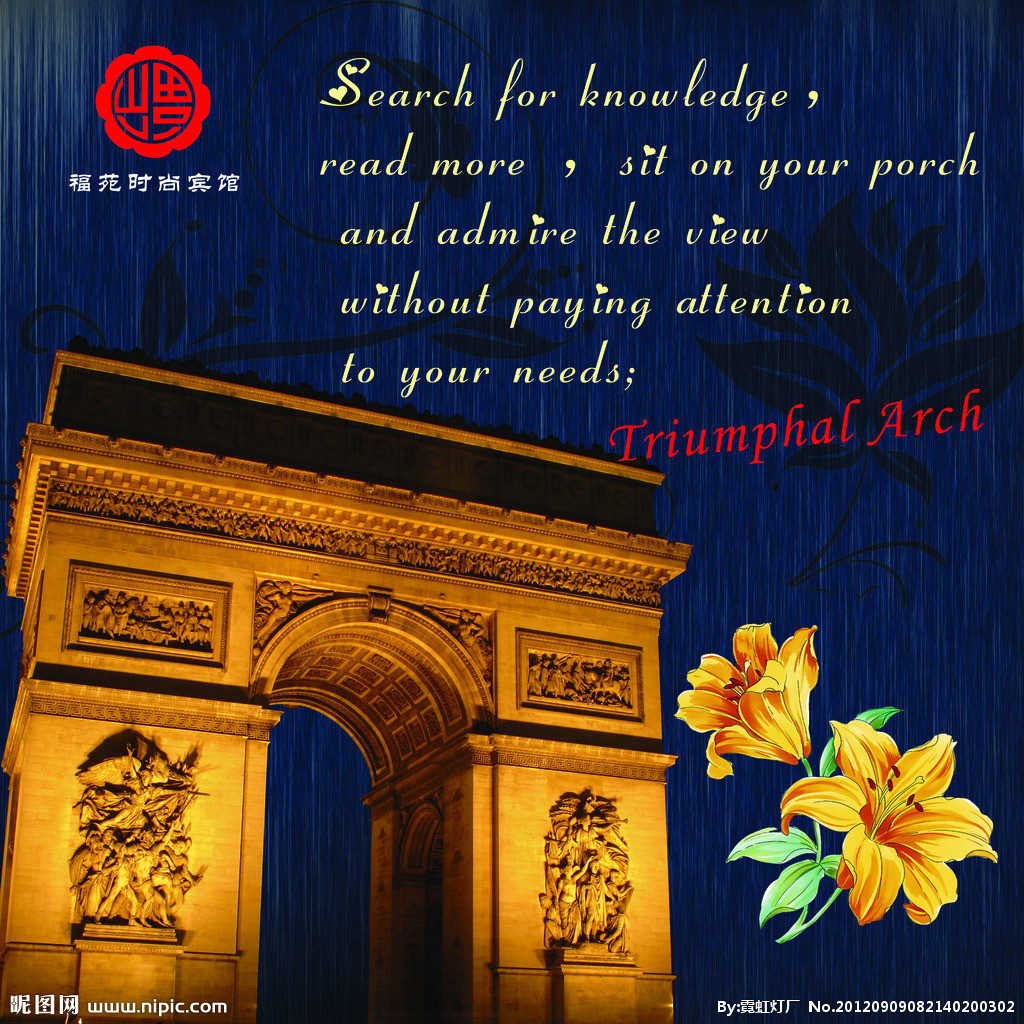 福苑时尚宾馆
Search for knowledge,
read more , sit on your porch
and admire the view
without paying attention
to your needs;
Triumphal Arch
昵图网 www.nipic.com
By:霓虹灯厂 No.20120909082140200302